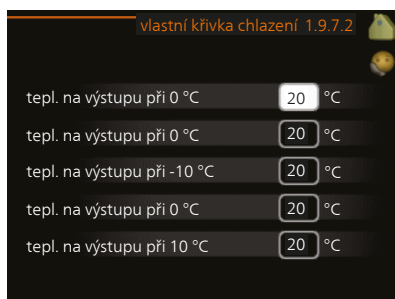 vlastní křivka chlazení 1.9.7.2
tepl. na výstupu při 0 °C 20 °C
tepl. na výstupu při 0 °C 20 °C
tepl. na výstupu při -10 °C 20 °C
tepl. na výstupu při 0 °C 20 °C
tepl. na výstupu při 10 °C 20 °C